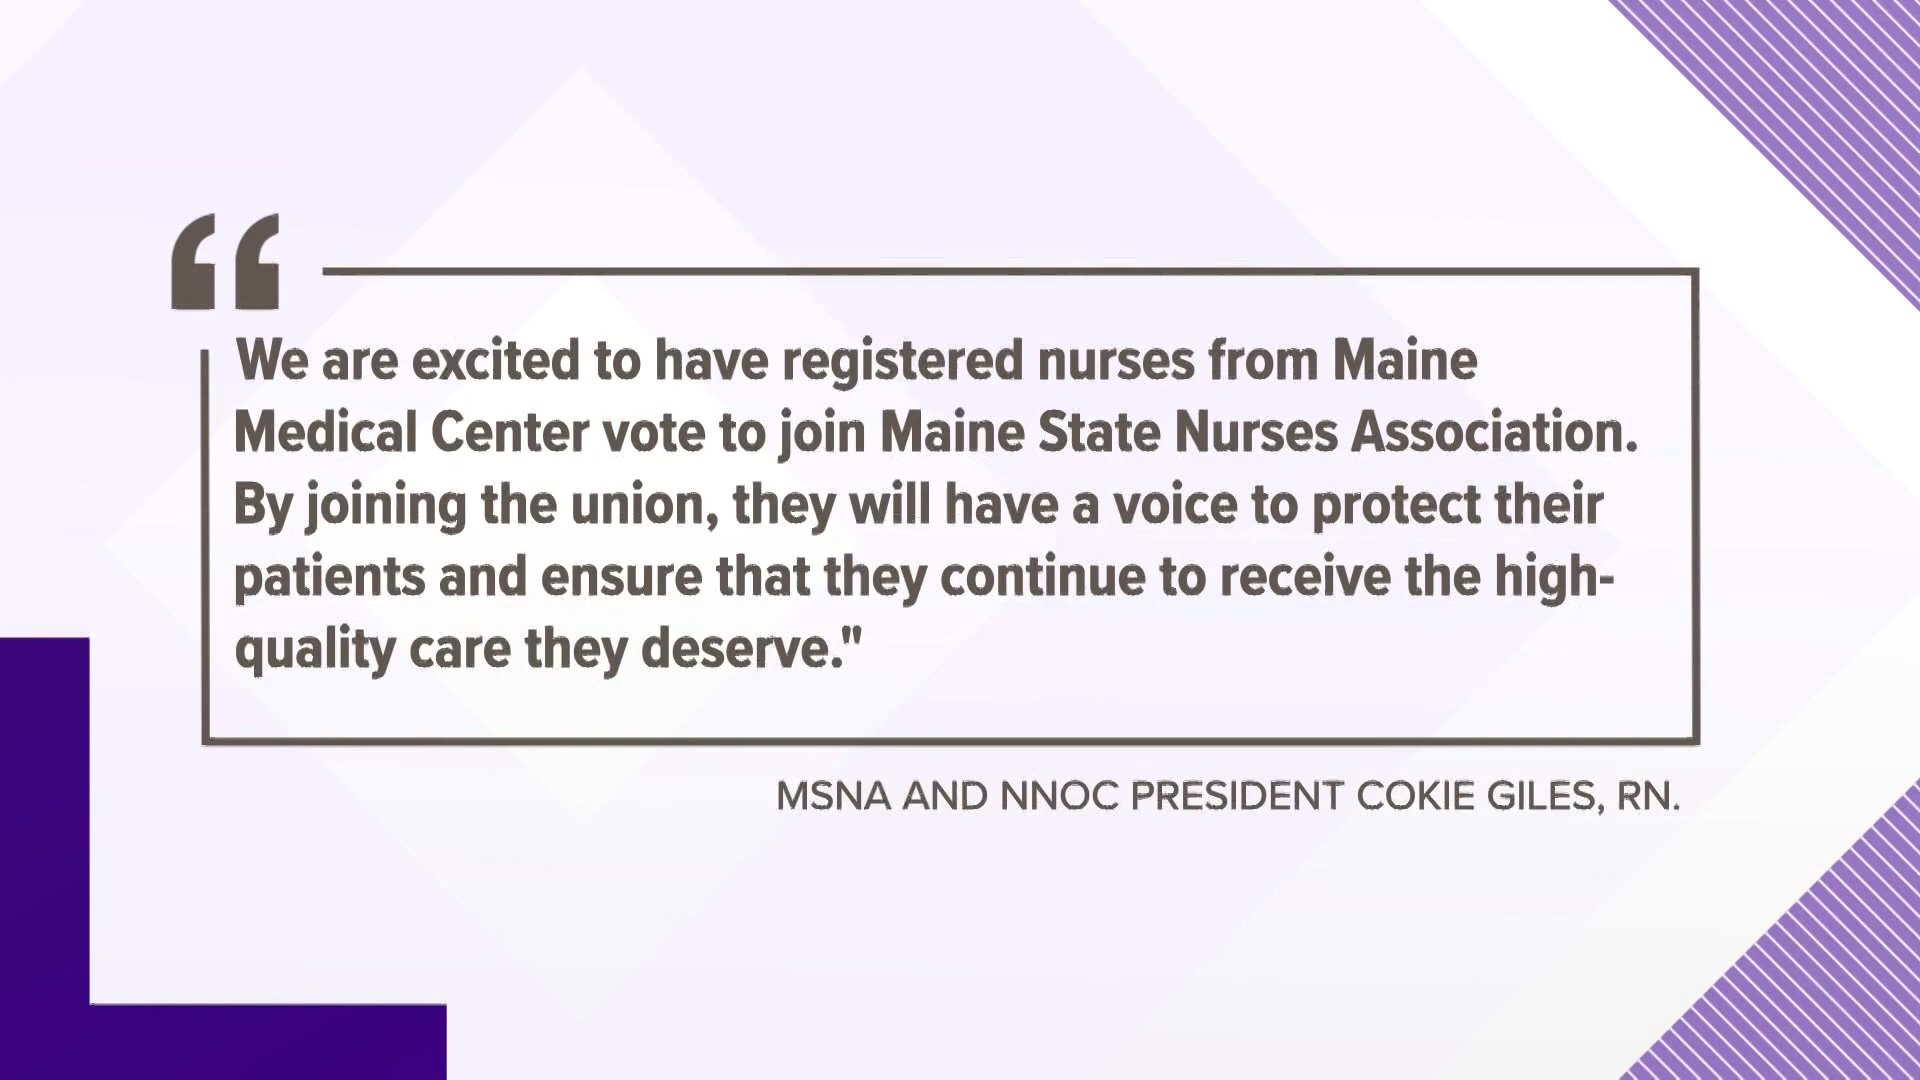 “
We are excited to have registered nurses from Maine
Medical Center vote to join Maine State Nurses Association.
By joining the union, they will have a voice to protect their
patients and ensure that they continue to receive the high-
quality care they deserve."
MSNA AND NNOC PRESIDENT COKIE GILES, RN.